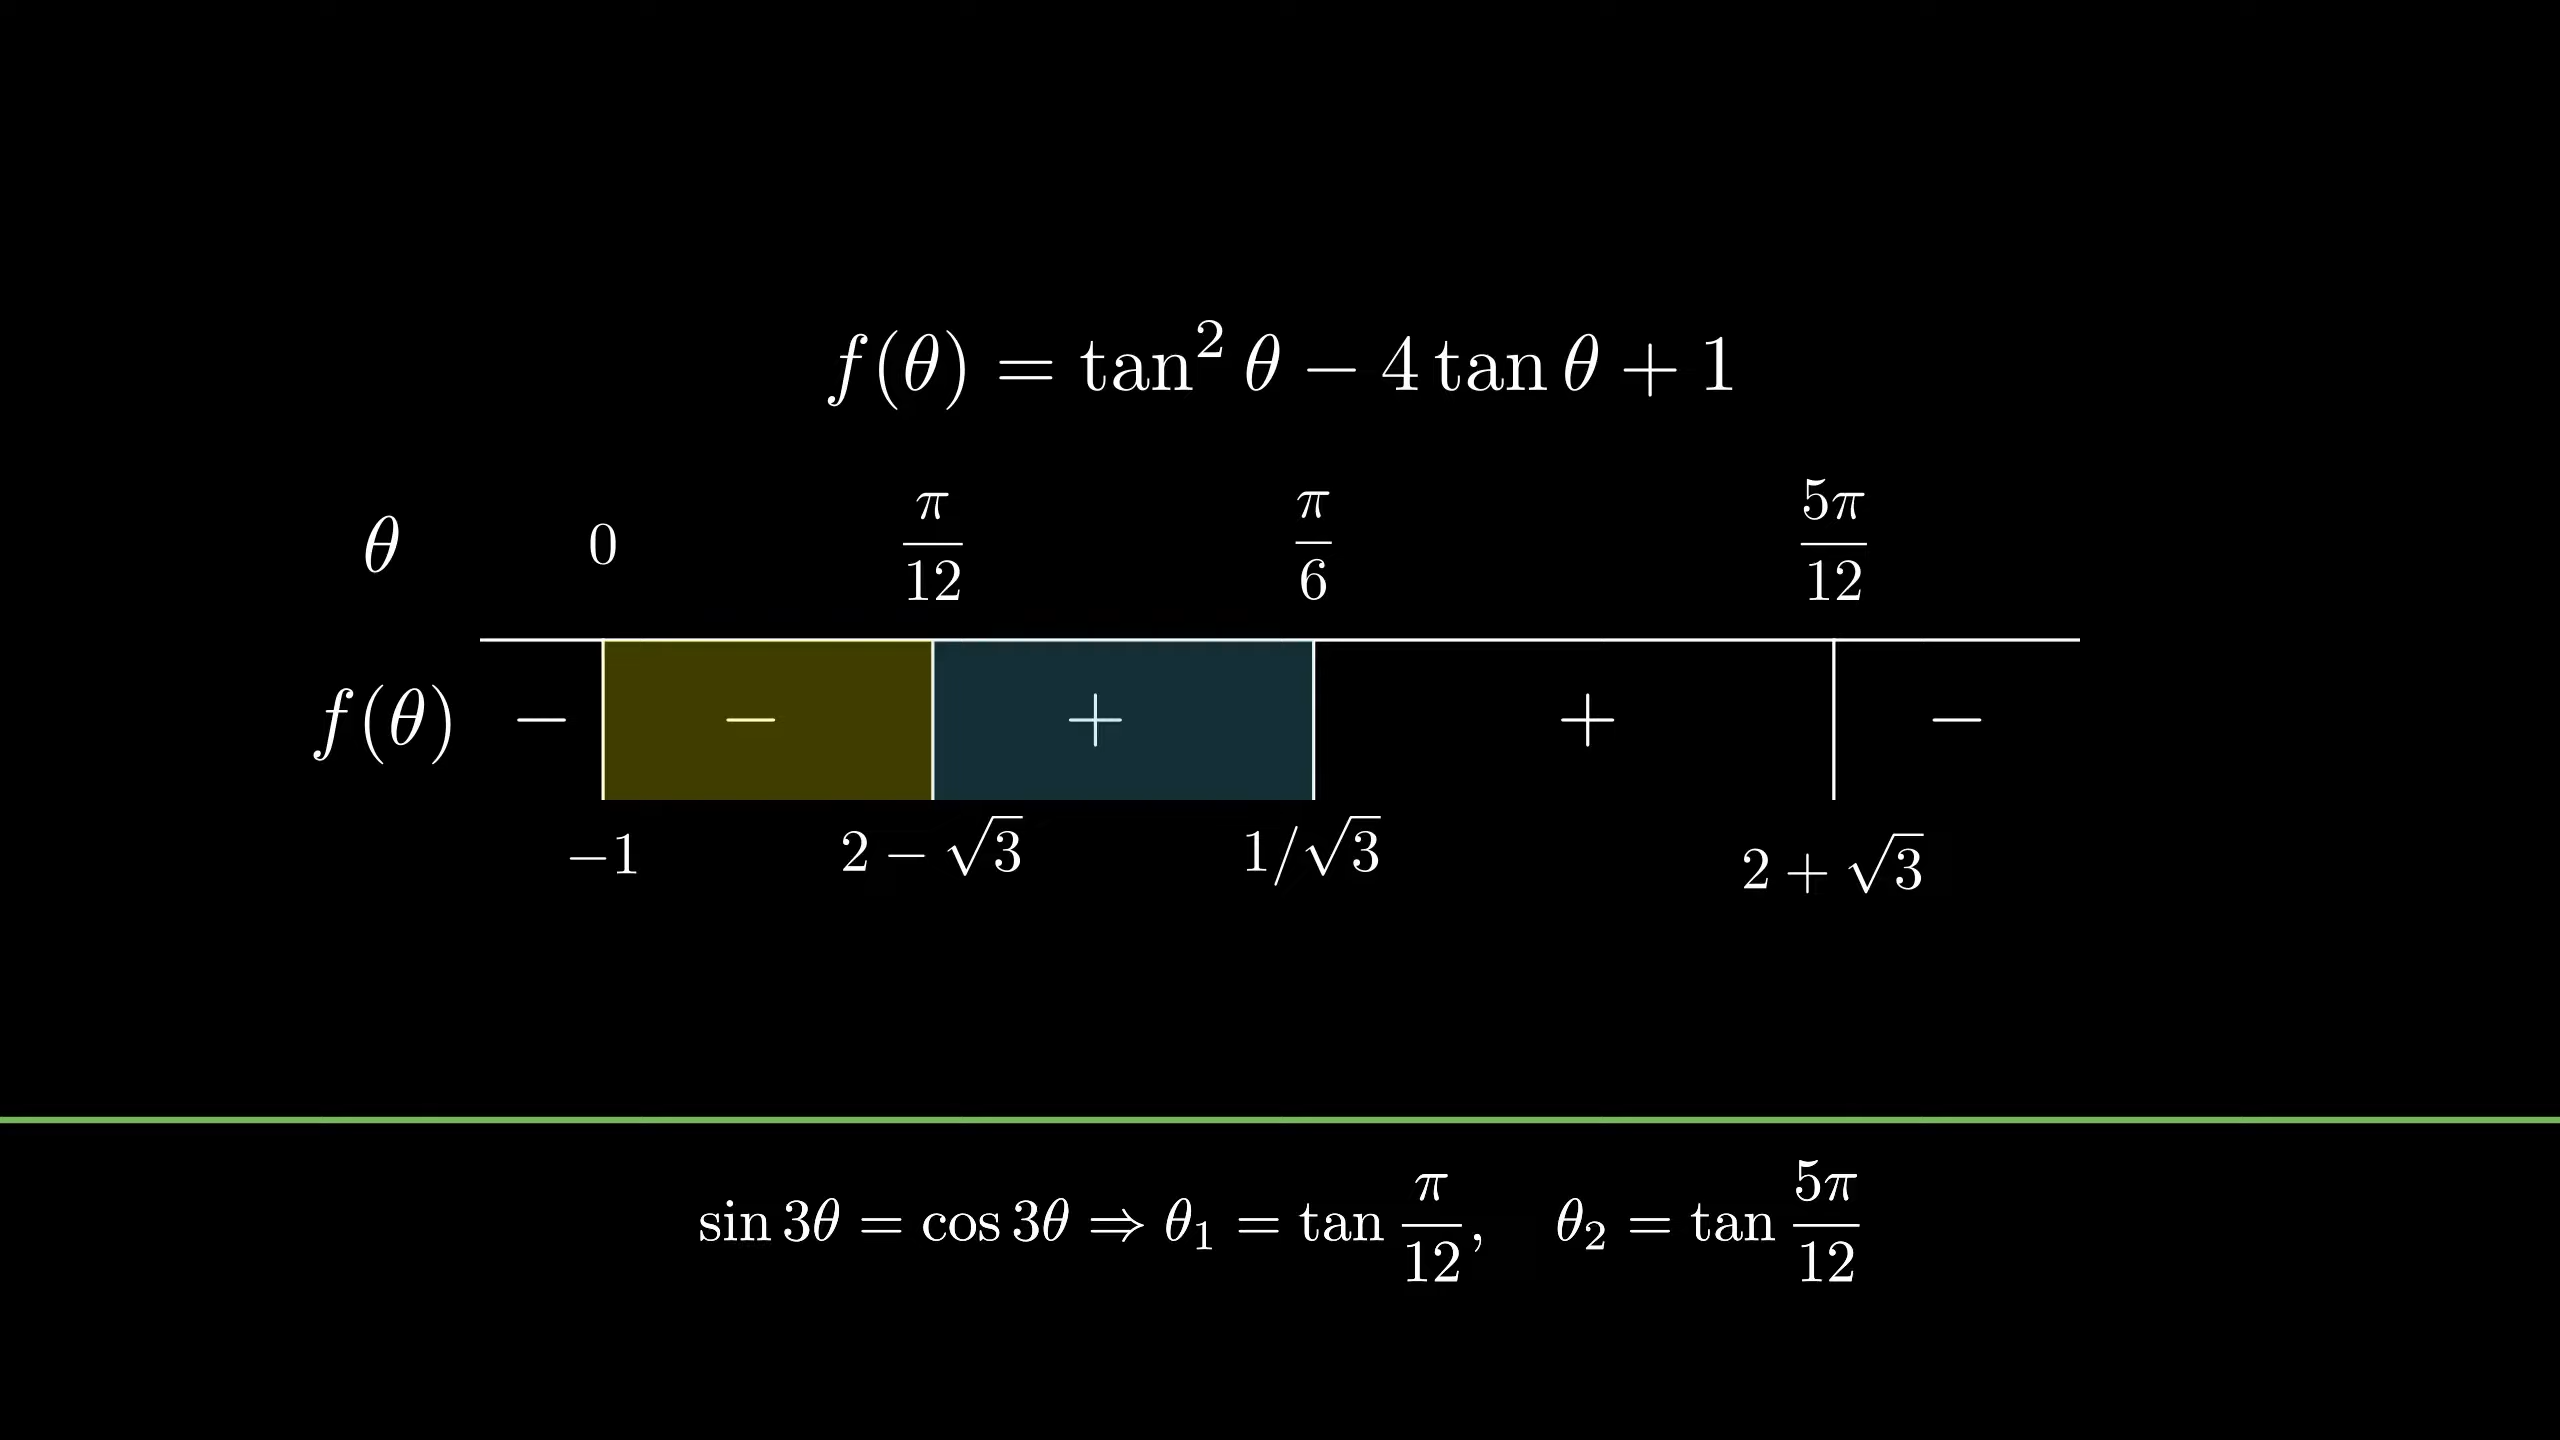 f(θ) = tan² θ − 4 tan θ + 1
θ 0 π/12 π/6 5π/12
f(θ) − − + + −
−1 2 − √3 1/√3 2 + √3
sin 3θ = cos 3θ ⇒ θ₁ = tan π/12, θ₂ = tan 5π/12